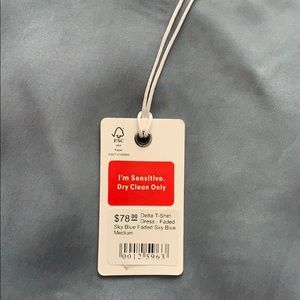 FSC
I'm Sensitive.
Dry Clean Only
$78.00 Delta T-Shirt
Dress - Faded
Sky Blue Faded Sky Blue
Medium
00125963